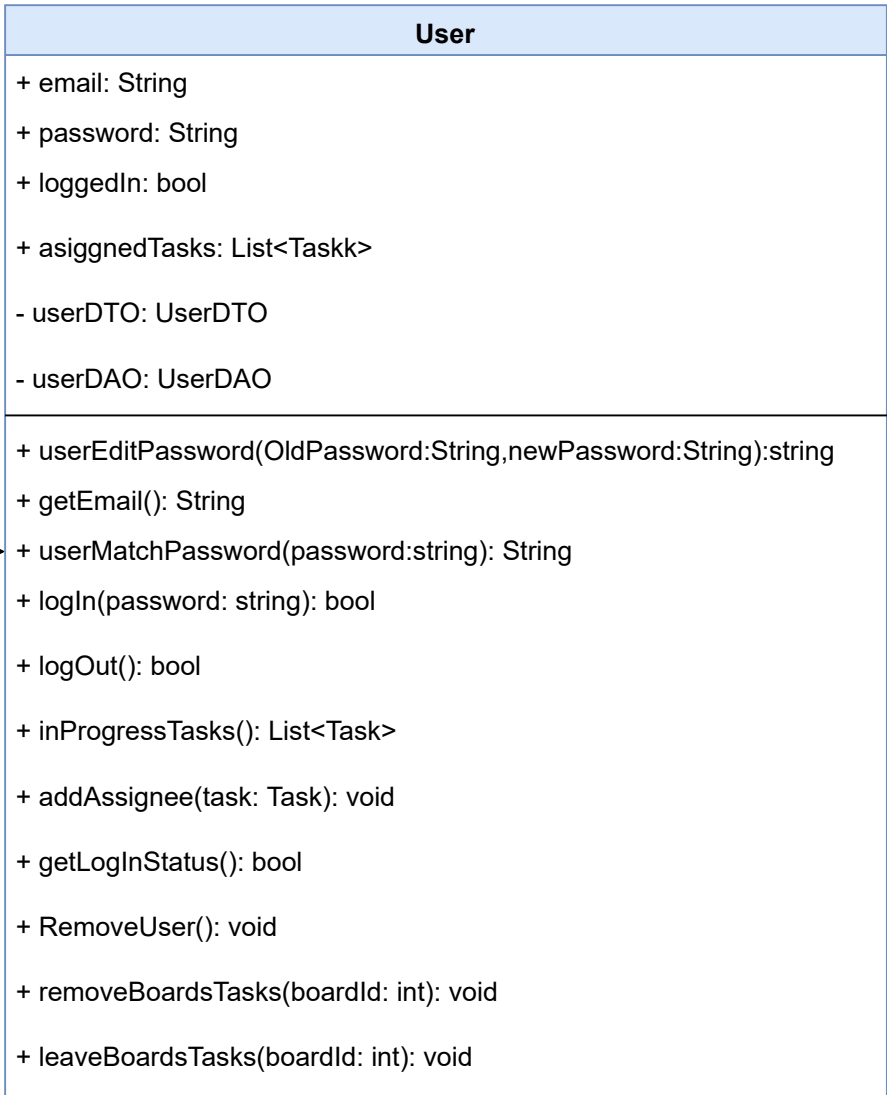 User
+ email: String
+ password: String
+ loggedIn: bool
+ asiggnedTasks: List<Taskk>
- userDTO: UserDTO
- userDAO: UserDAO
+ userEditPassword(OldPassword:String,newPassword:String):string
+ getEmail(): String
+ userMatchPassword(password:string): String
+ logIn(password: string): bool
+ logOut(): bool
+ inProgressTasks(): List<Task>
+ addAssignee(task: Task): void
+ getLogInStatus(): bool
+ RemoveUser(): void
+ removeBoardsTasks(boardId: int): void
+ leaveBoardsTasks(boardId: int): void